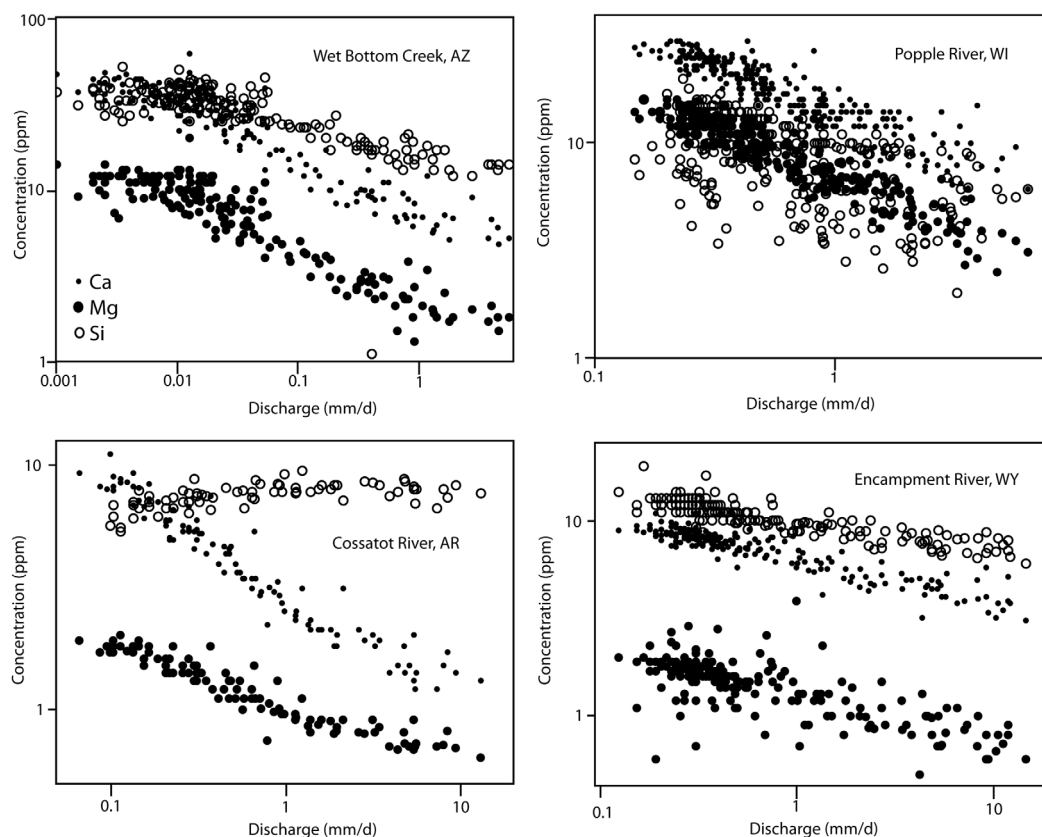 100
10
1
Concentration (ppm)
Wet Bottom Creek, AZ
Ca
Mg
Si
0.001
0.01
0.1
1
Discharge (mm/d)
Popple River, WI
10
1
Concentration (ppm)
0.1
1
Discharge (mm/d)
10
1
Concentration (ppm)
Cossatot River, AR
0.1
1
10
Discharge (mm/d)
Encampment River, WY
10
1
Concentration (ppm)
0.1
1
10
Discharge (mm/d)